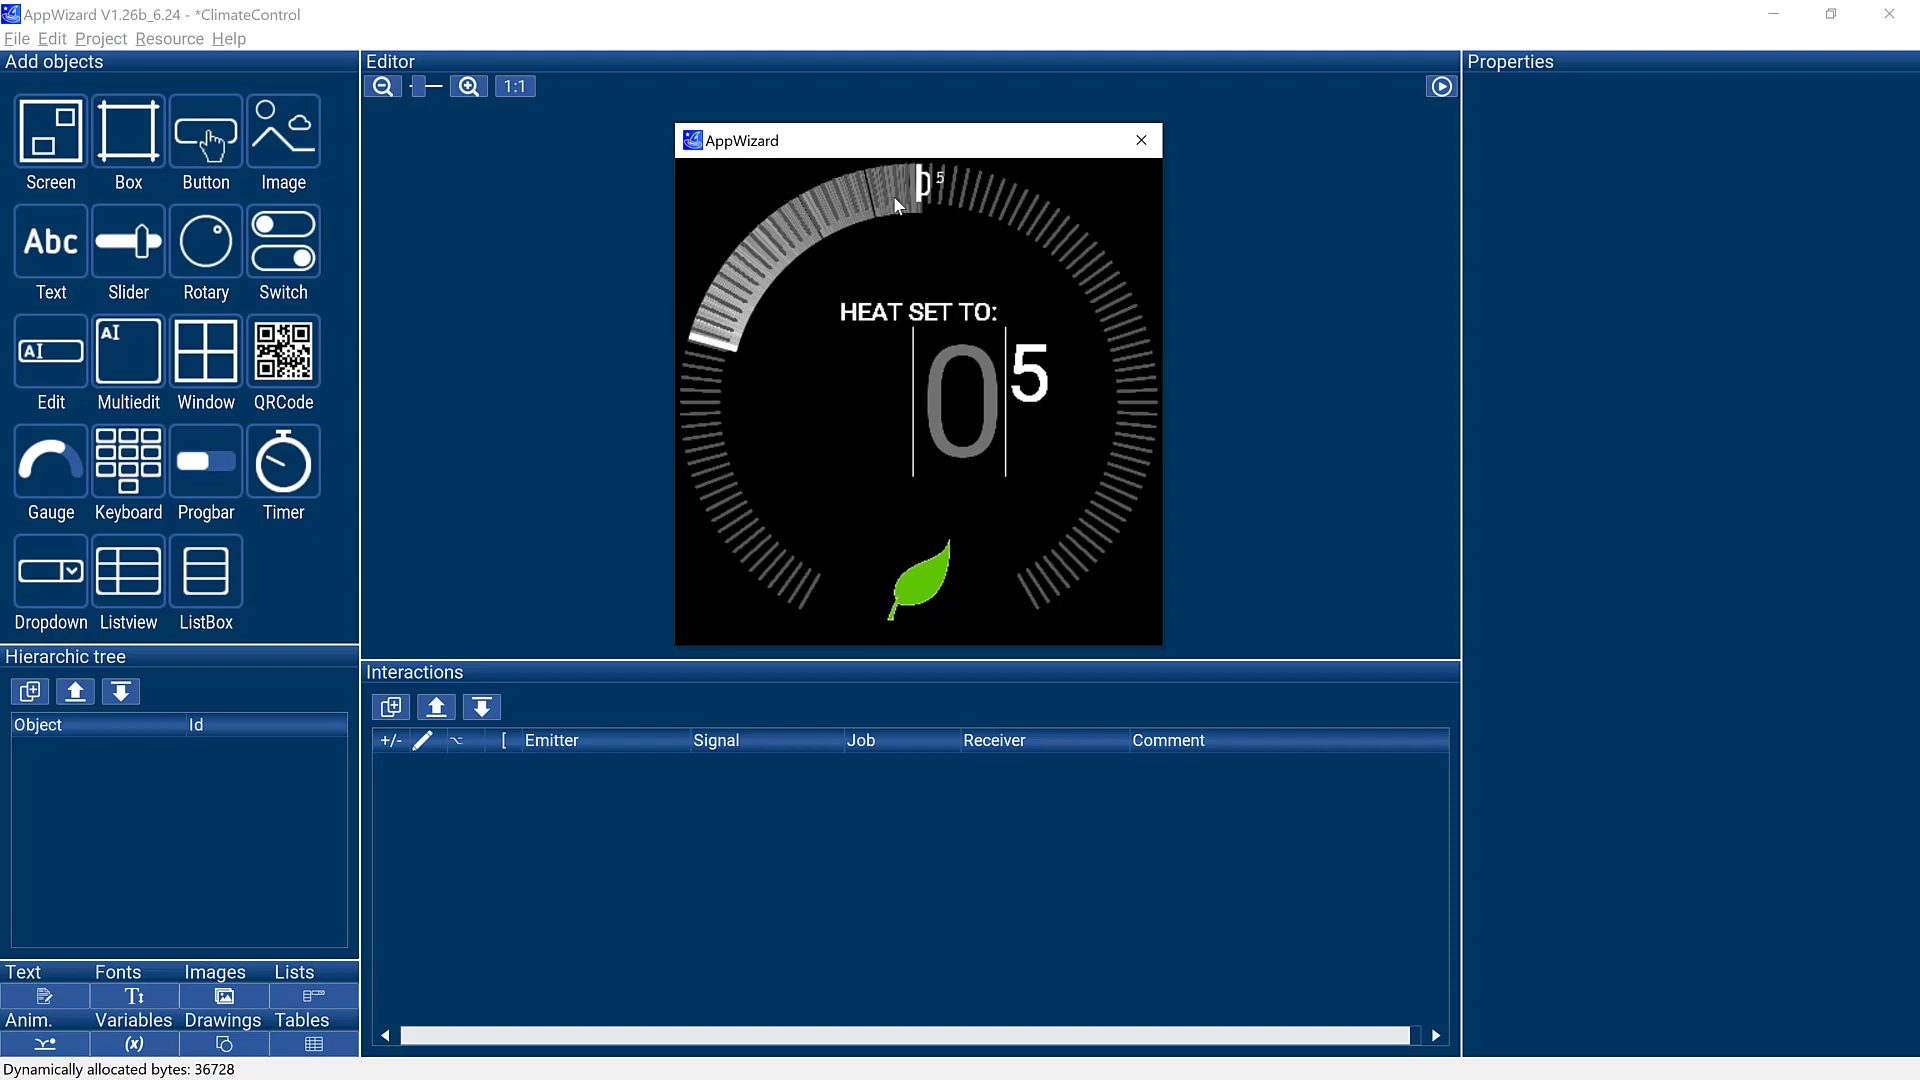 AppWizard V1.26b_6.24 - *ClimateControl
File Edit Project Resource Help
Add objects
Screen Box Button Image
Abc
Text Slider Rotary Switch
AI AI
Edit Multiedit Window QRCode
Gauge Keyboard Progbar Timer
Dropdown Listview ListBox
Hierarchic tree
Object Id
Text Fonts Images Lists
Anim. Variables Drawings Tables
(x)
Dynamically allocated bytes: 36728
Editor
1:1
AppWizard
5
HEAT SET TO:
0 5
Interactions
+/- [ Emitter Signal Job Receiver Comment
Properties